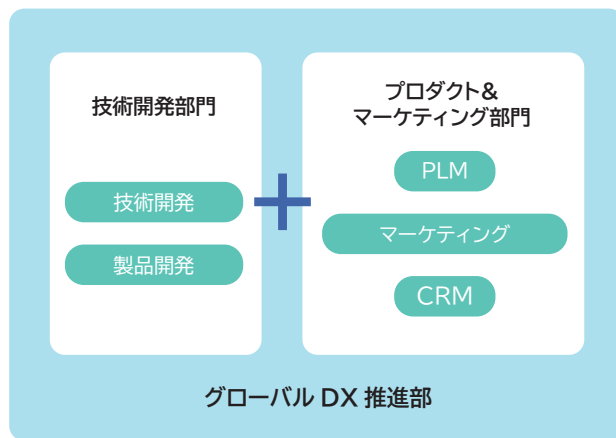 技術開発部門
技術開発
製品開発
プロダクト&
マーケティング部門
PLM
マーケティング
CRM
グローバル DX 推進部